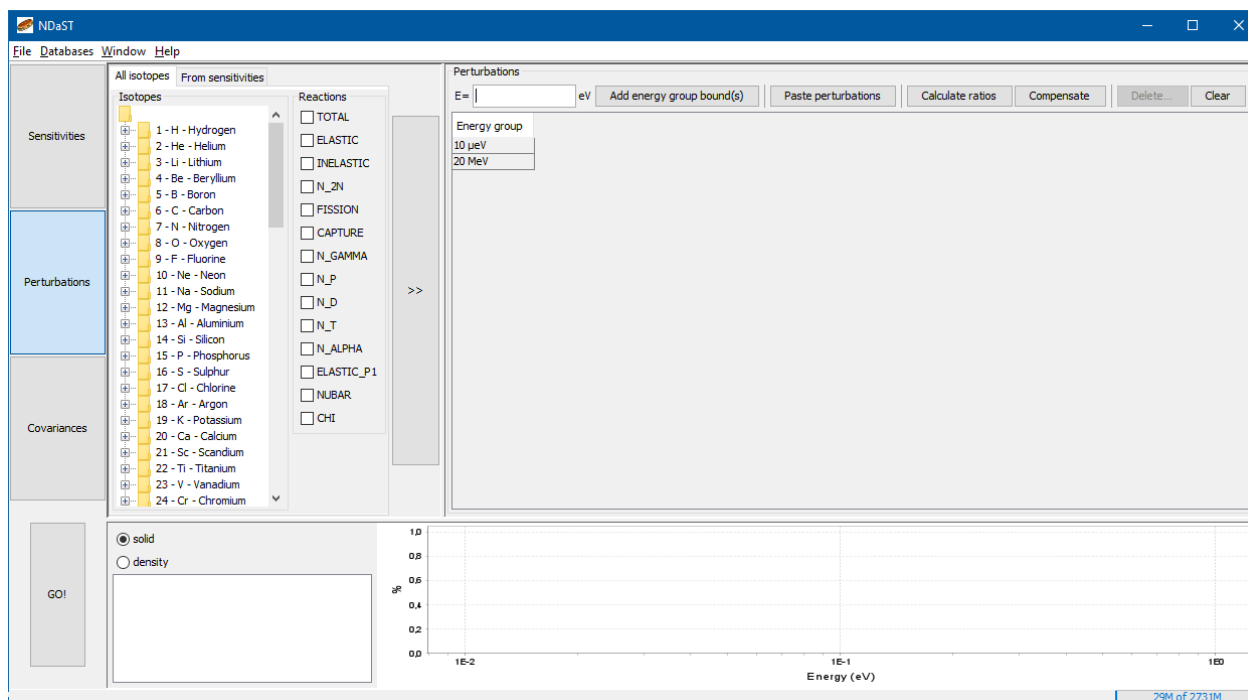 NDaST
File Databases Window Help
Sensitivities
Perturbations
Covariances
GO!
All isotopes From sensitivities
Isotopes
1 - H - Hydrogen
2 - He - Helium
3 - Li - Lithium
4 - Be - Beryllium
5 - B - Boron
6 - C - Carbon
7 - N - Nitrogen
8 - O - Oxygen
9 - F - Fluorine
10 - Ne - Neon
11 - Na - Sodium
12 - Mg - Magnesium
13 - Al - Aluminium
14 - Si - Silicon
15 - P - Phosphorus
16 - S - Sulphur
17 - Cl - Chlorine
18 - Ar - Argon
19 - K - Potassium
20 - Ca - Calcium
21 - Sc - Scandium
22 - Ti - Titanium
23 - V - Vanadium
24 - Cr - Chromium
Reactions
TOTAL
ELASTIC
INELASTIC
N_2N
FISSION
CAPTURE
N_GAMMA
N_P
N_D
N_T
N_ALPHA
ELASTIC_P1
NUBAR
CHI
>>
Perturbations
E= eV Add energy group bound(s) Paste perturbations Calculate ratios Compensate Delete... Clear
Energy group
10 µeV
20 MeV
solid
density
%
1,0
0,8
0,6
0,4
0,2
0,0
1E-2 1E-1 1E0
Energy (eV)
29M of 2731M